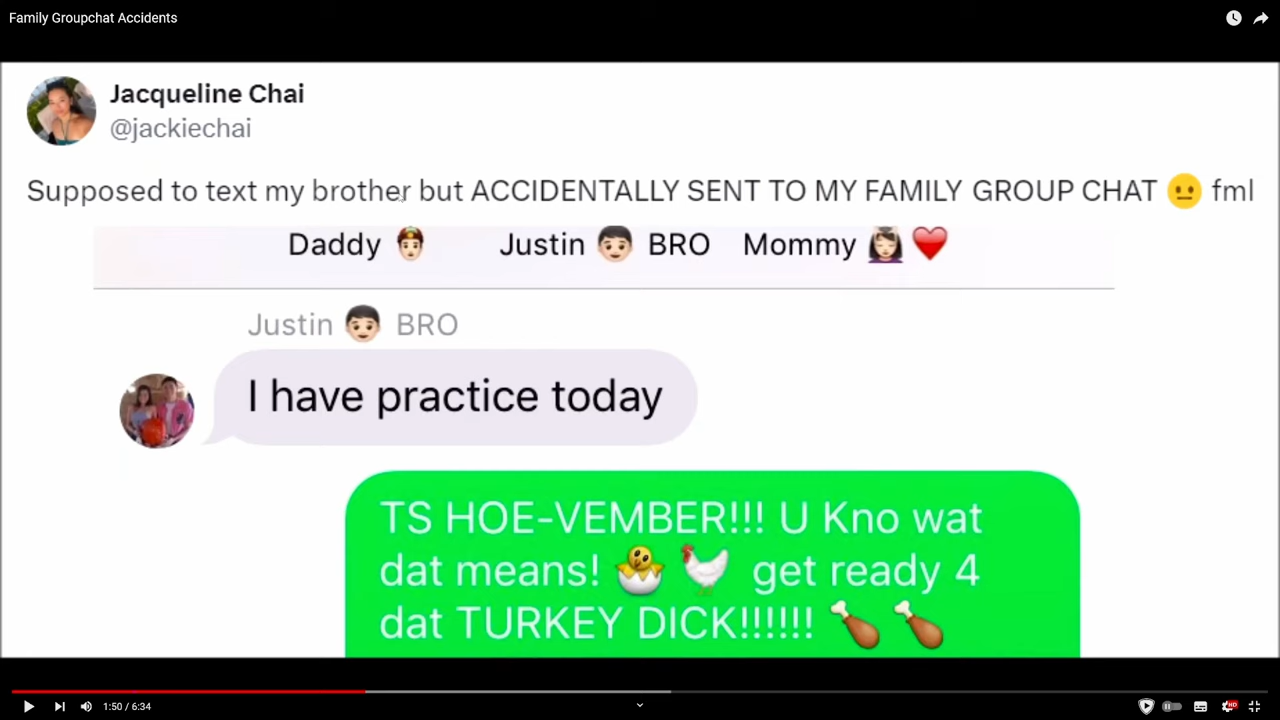 Family Groupchat Accidents
Jacqueline Chai
@jackiechai
Supposed to text my brother but ACCIDENTALLY SENT TO MY FAMILY GROUP CHAT 😐 fml
Daddy Justin BRO Mommy ❤️
Justin BRO
I have practice today
TS HOE-VEMBER!!! U Kno wat
dat means! 🐣 🐓 get ready 4
dat TURKEY DICK!!!!!! 🍗 🍗
1:50 / 6:34
HD